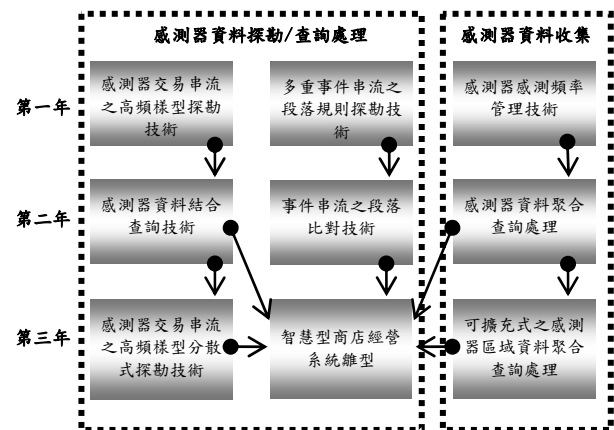 感測器資料探勘/查詢處理
感測器資料收集
第一年
感測器交易串流
之高頻樣型探勘
技術
多重事件串流之
段落規則探勘技
術
感測器感測頻率
管理技術
第二年
感測器資料結合
查詢技術
事件串流之段落
比對技術
感測器資料聚合
查詢處理
第三年
感測器交易串流
之高頻樣型分散
式探勘技術
智慧型商店經營
系統雛型
可擴充式之感測
器區域資料聚合
查詢處理